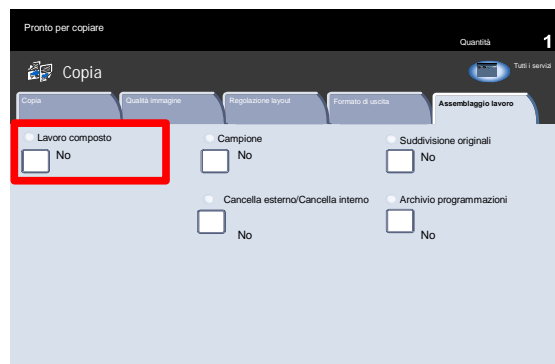 Pronto per copiare
Quantità 1
Copia Tutti i servizi
Copia Qualità immagine Regolazione layout Formato di uscita Assemblaggio lavoro
Lavoro composto Campione Suddivisione originali
No No No
Cancella esterno/Cancella interno Archivio programmazioni
No No